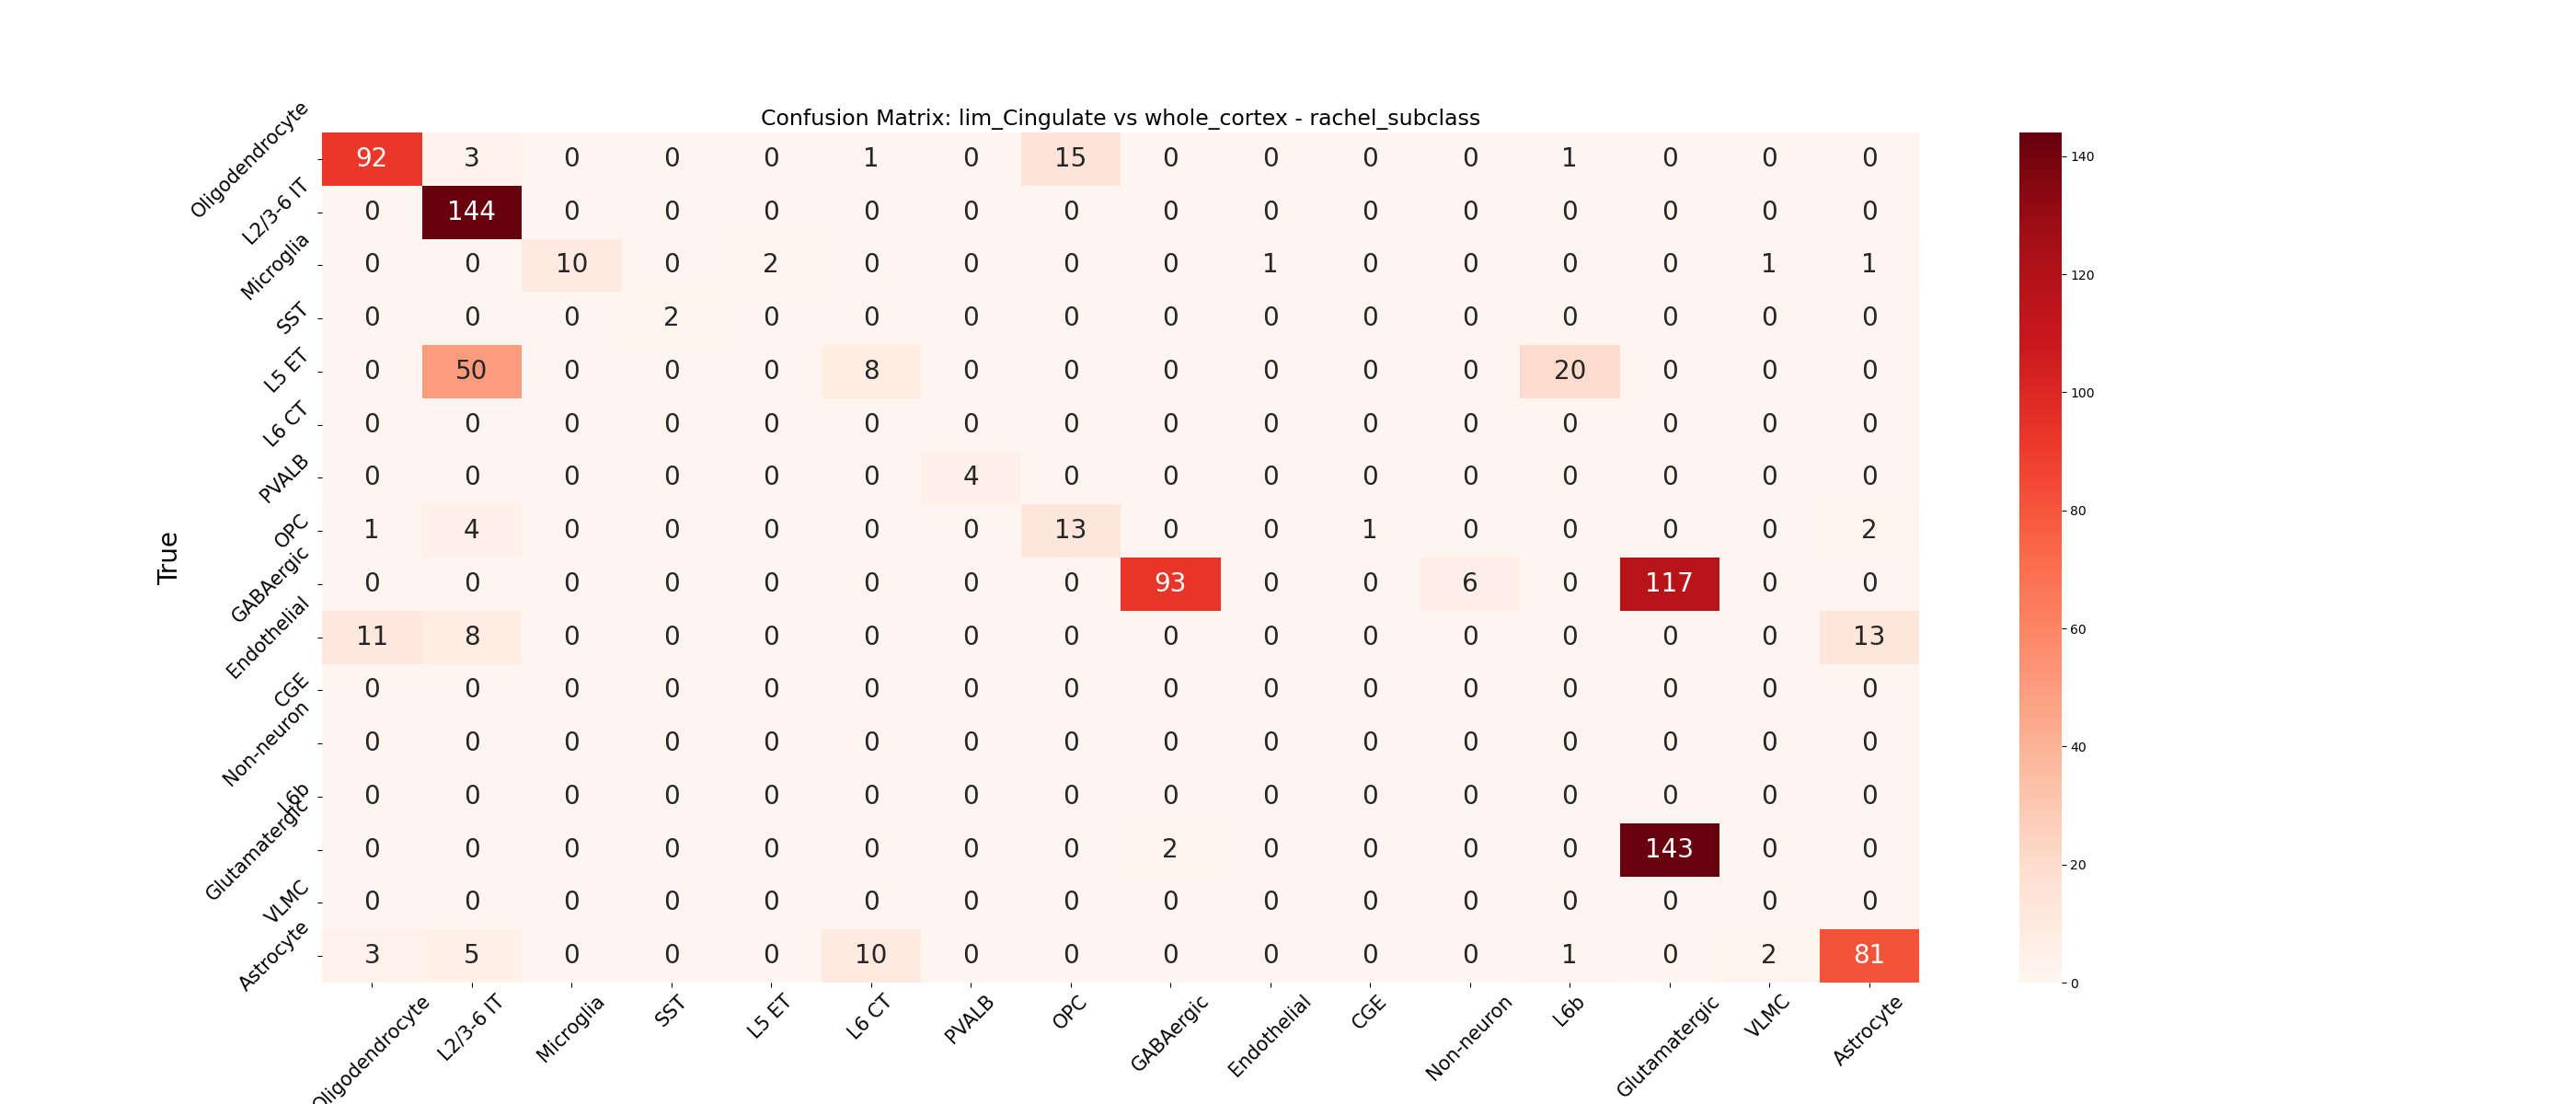 Confusion Matrix: lim_Cingulate vs whole_cortex - rachel_subclass
True
Oligodendrocyte 92 3 0 0 0 1 0 15 0 0 0 0 1 0 0 0
L2/3-6 IT 0 144 0 0 0 0 0 0 0 0 0 0 0 0 0 0
Microglia 0 0 10 0 2 0 0 0 0 1 0 0 0 0 1 1
SST 0 0 0 2 0 0 0 0 0 0 0 0 0 0 0 0
L5 ET 0 50 0 0 0 8 0 0 0 0 0 0 20 0 0 0
L6 CT 0 0 0 0 0 0 0 0 0 0 0 0 0 0 0 0
PVALB 0 0 0 0 0 0 4 0 0 0 0 0 0 0 0 0
OPC 1 4 0 0 0 0 0 13 0 0 1 0 0 0 0 2
GABAergic 0 0 0 0 0 0 0 0 93 0 0 6 0 117 0 0
Endothelial 11 8 0 0 0 0 0 0 0 0 0 0 0 0 0 13
CGE 0 0 0 0 0 0 0 0 0 0 0 0 0 0 0 0
Non-neuron 0 0 0 0 0 0 0 0 0 0 0 0 0 0 0 0
L6b 0 0 0 0 0 0 0 0 0 0 0 0 0 0 0 0
Glutamatergic 0 0 0 0 0 0 0 0 2 0 0 0 0 143 0 0
VLMC 0 0 0 0 0 0 0 0 0 0 0 0 0 0 0 0
Astrocyte 3 5 0 0 0 10 0 0 0 0 0 0 1 0 2 81
Oligodendrocyte L2/3-6 IT Microglia SST L5 ET L6 CT PVALB OPC GABAergic Endothelial CGE Non-neuron L6b Glutamatergic VLMC Astrocyte
140
120
100
80
60
40
20
0